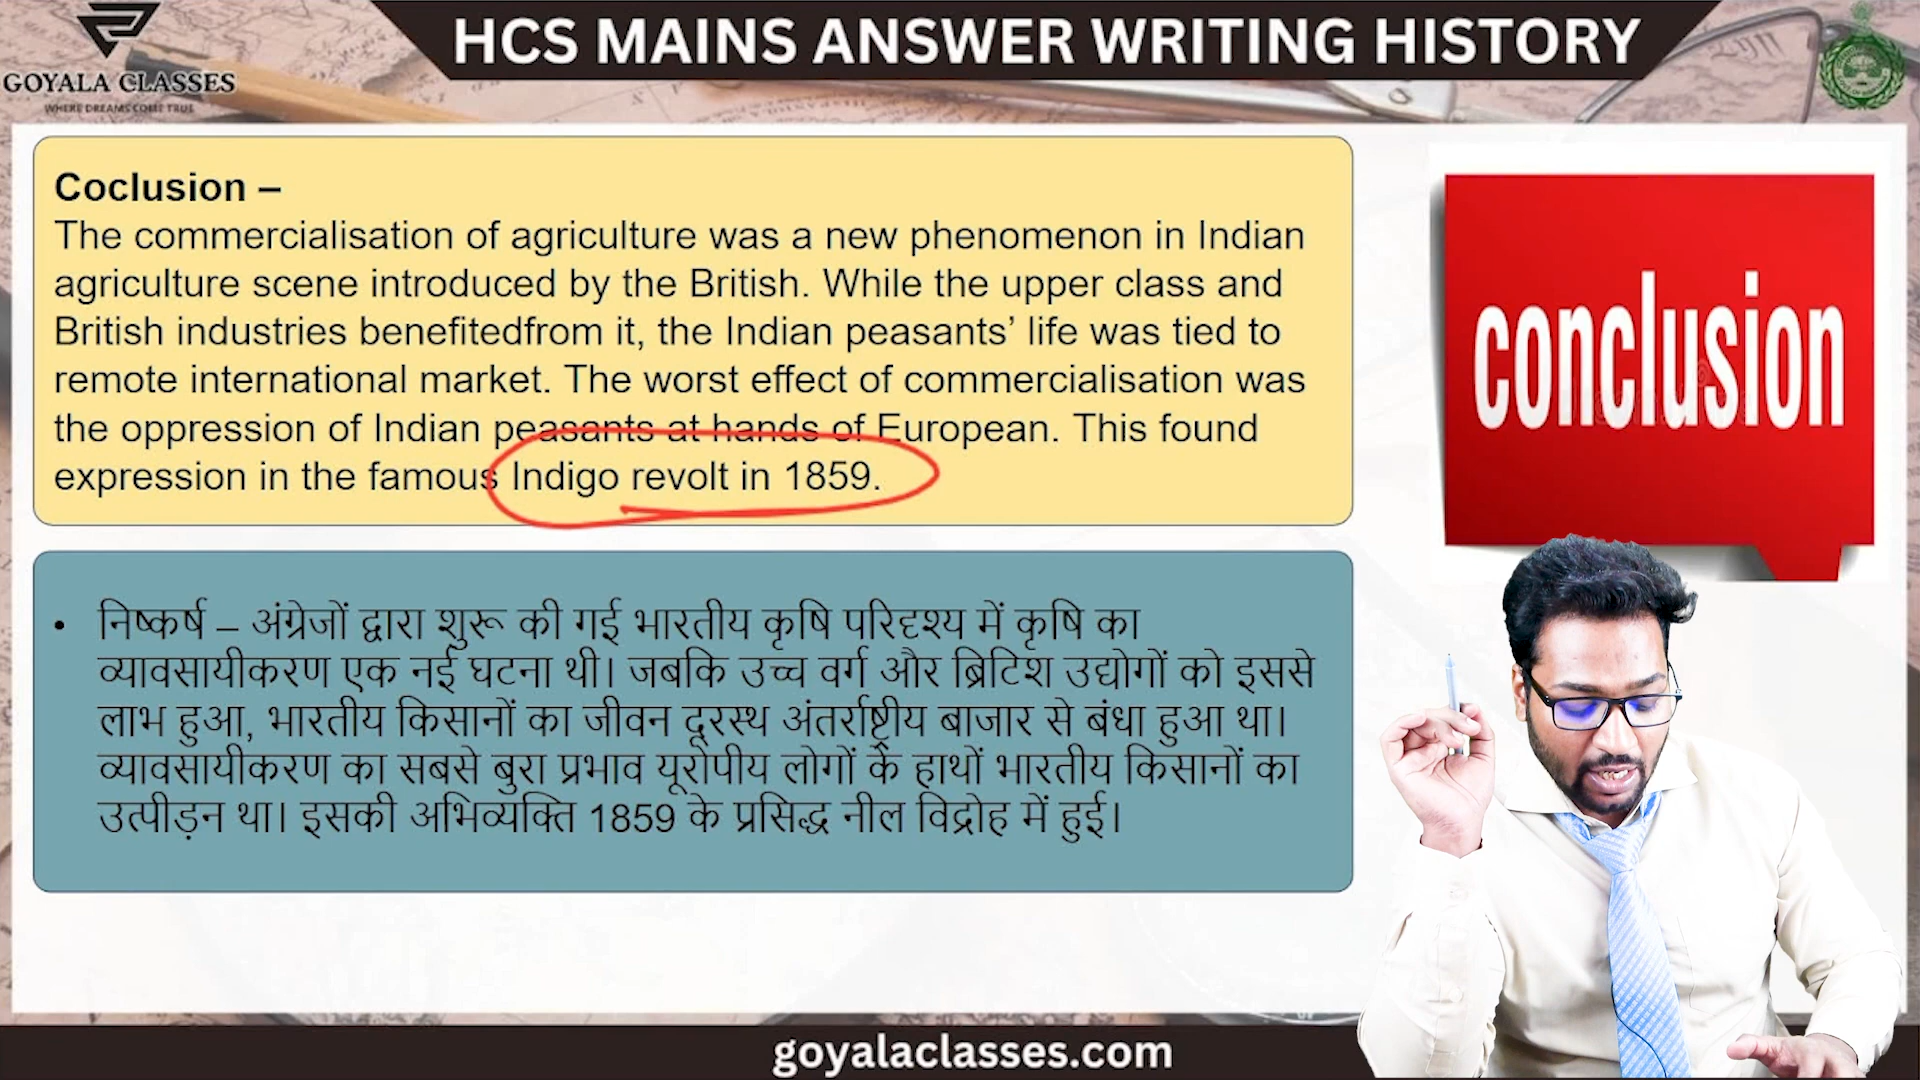 HCS MAINS ANSWER WRITING HISTORY
GOYALA CLASSES
WHERE DREAMS COME TRUE
Coclusion –
The commercialisation of agriculture was a new phenomenon in Indian
agriculture scene introduced by the British. While the upper class and
British industries benefitedfrom it, the Indian peasants’ life was tied to
remote international market. The worst effect of commercialisation was
the oppression of Indian peasants at hands of European. This found
expression in the famous Indigo revolt in 1859.
conclusion
• निष्कर्ष – अंग्रेजों द्वारा शुरू की गई भारतीय कृषि परिदृश्य में कृषि का
व्यावसायीकरण एक नई घटना थी। जबकि उच्च वर्ग और ब्रिटिश उद्योगों को इससे
लाभ हुआ, भारतीय किसानों का जीवन दूरस्थ अंतर्राष्ट्रीय बाजार से बंधा हुआ था।
व्यावसायीकरण का सबसे बुरा प्रभाव यूरोपीय लोगों के हाथों भारतीय किसानों का
उत्पीड़न था। इसकी अभिव्यक्ति 1859 के प्रसिद्ध नील विद्रोह में हुई।
goyalaclasses.com